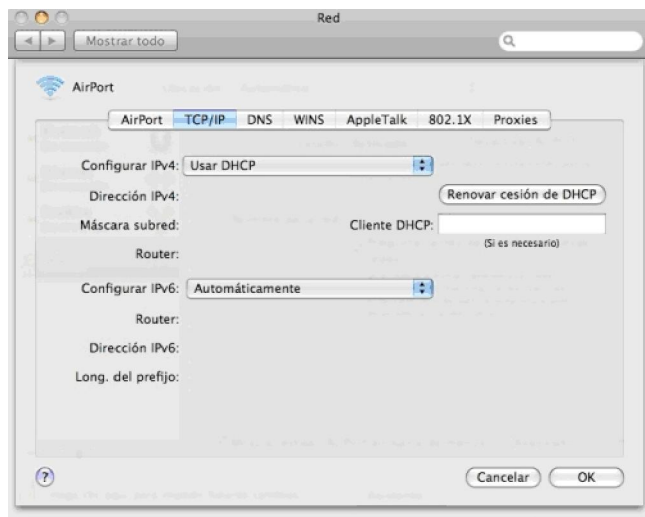 Red
Mostrar todo
AirPort
AirPort TCP/IP DNS WINS AppleTalk 802.1X Proxies
Configurar IPv4: Usar DHCP
Dirección IPv4: Renovar cesión de DHCP
Máscara subred: Cliente DHCP:
(Si es necesario)
Router:
Configurar IPv6: Automáticamente
Router:
Dirección IPv6:
Long. del prefijo:
?
Cancelar OK